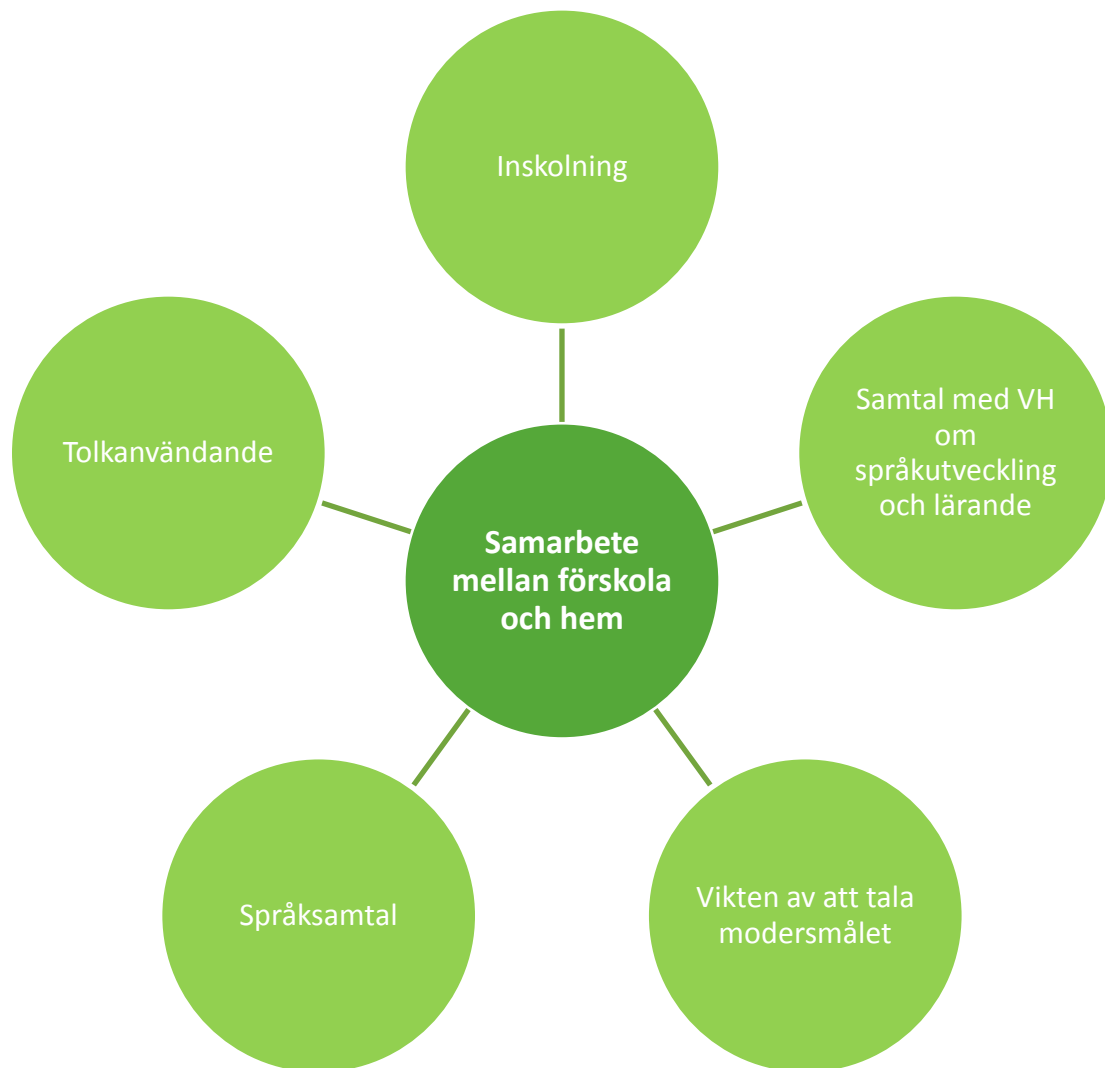 Inskolning
Samtal med VH
om
språkutveckling
och lärande
Vikten av att tala
modersmålet
Språksamtal
Tolkanvändande
Samarbete
mellan förskola
och hem